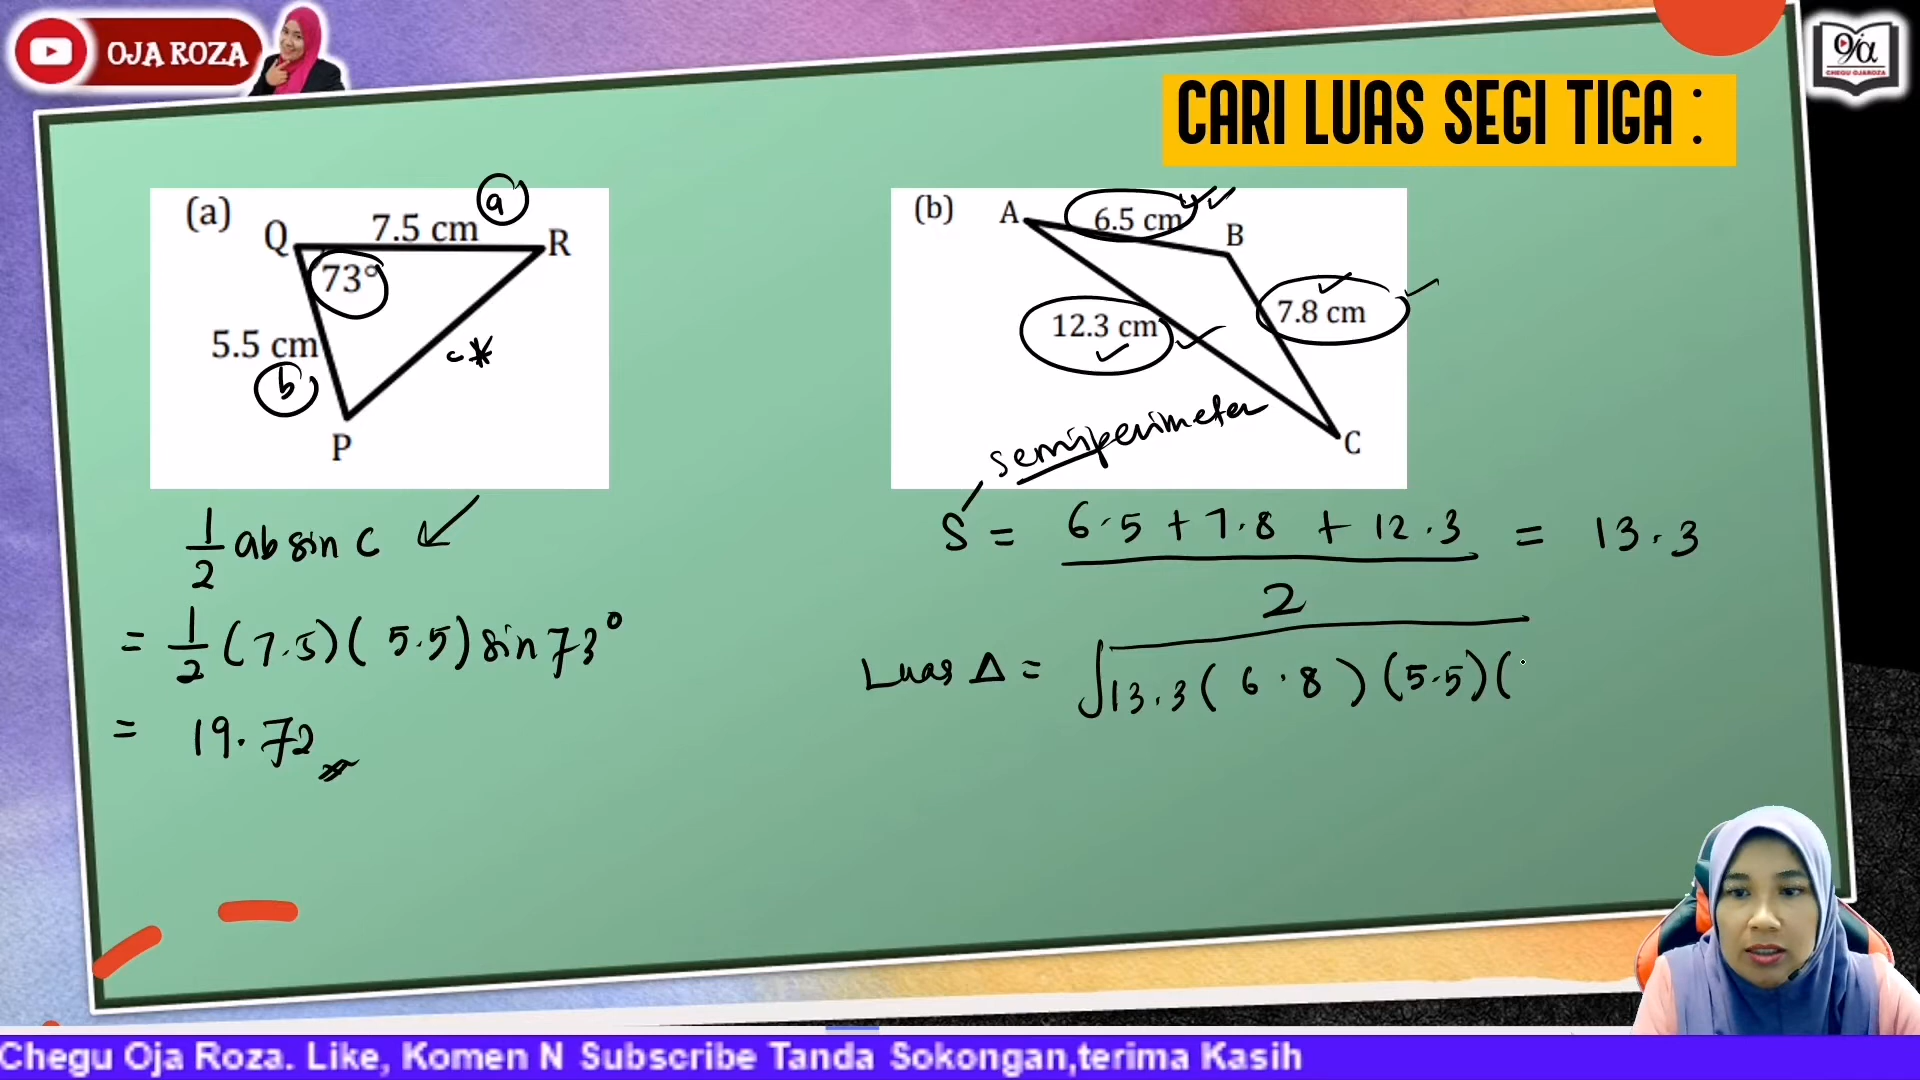 OJA ROZA
Oja
CHEGU OJAROZA
CARI LUAS SEGI TIGA :
(a)
a
7.5 cm
Q
R
73°
5.5 cm
b
c*
P
1/2 ab sin C
= 1/2 (7.5)(5.5) sin 73°
= 19.72
(b)
A
6.5 cm
B
7.8 cm
12.3 cm
C
semiperimeter
S = 6.5 + 7.8 + 12.3 / 2 = 13.3
Luas Δ = √13.3(6.8)(5.5)(
Chegu Oja Roza. Like, Komen N Subscribe Tanda Sokongan,terima Kasih